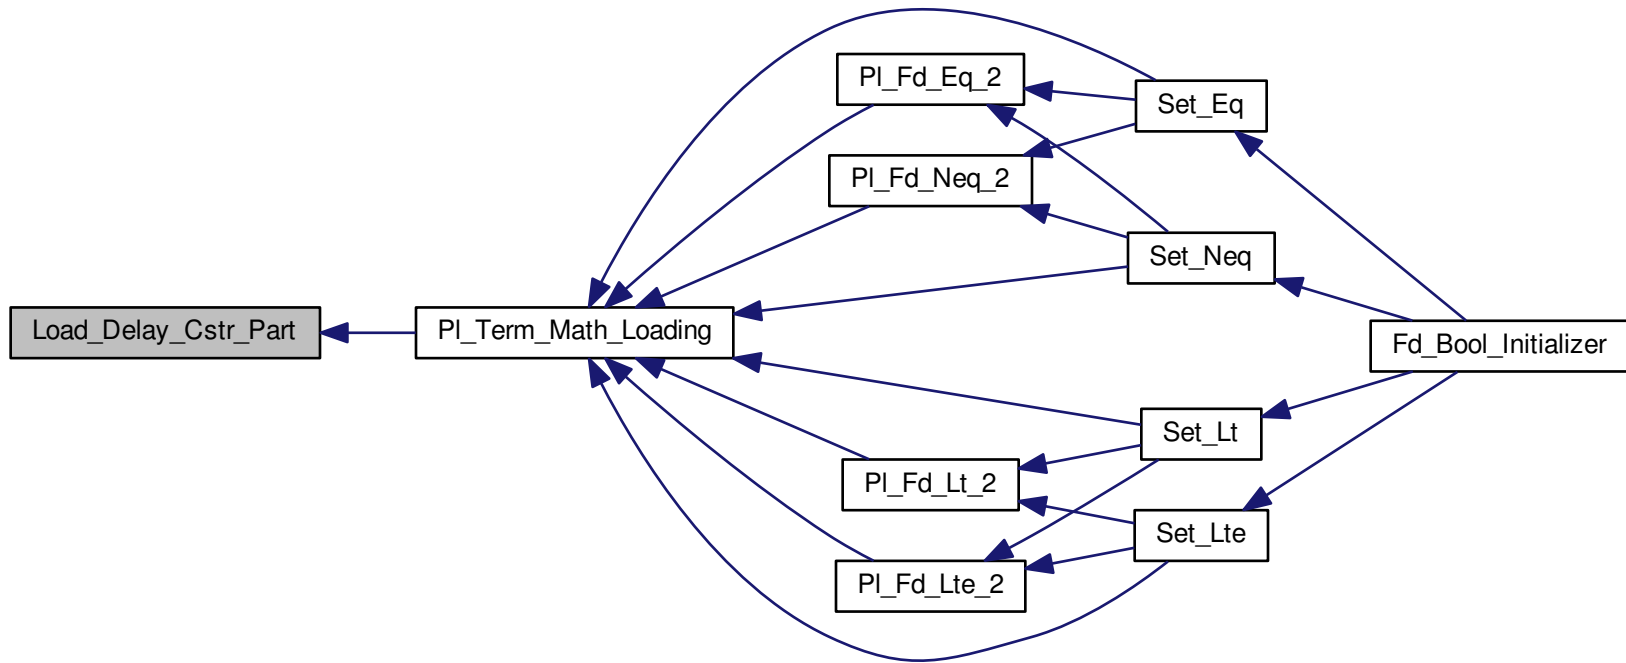 Pl_Fd_Eq_2
Set_Eq
Pl_Fd_Neq_2
Set_Neq
Load_Delay_Cstr_Part
Pl_Term_Math_Loading
Fd_Bool_Initializer
Set_Lt
Pl_Fd_Lt_2
Set_Lte
Pl_Fd_Lte_2